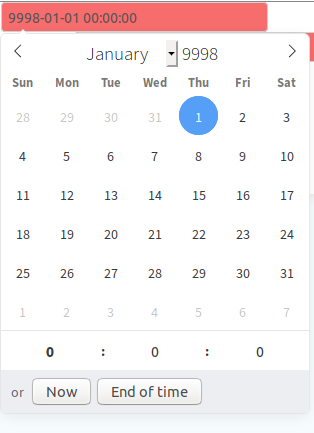 9998-01-01 00:00:00
January 9998
Sun Mon Tue Wed Thu Fri Sat
28 29 30 31 1 2 3
4 5 6 7 8 9 10
11 12 13 14 15 16 17
18 19 20 21 22 23 24
25 26 27 28 29 30 31
1 2 3 4 5 6 7
0 : 0 : 0
or Now End of time